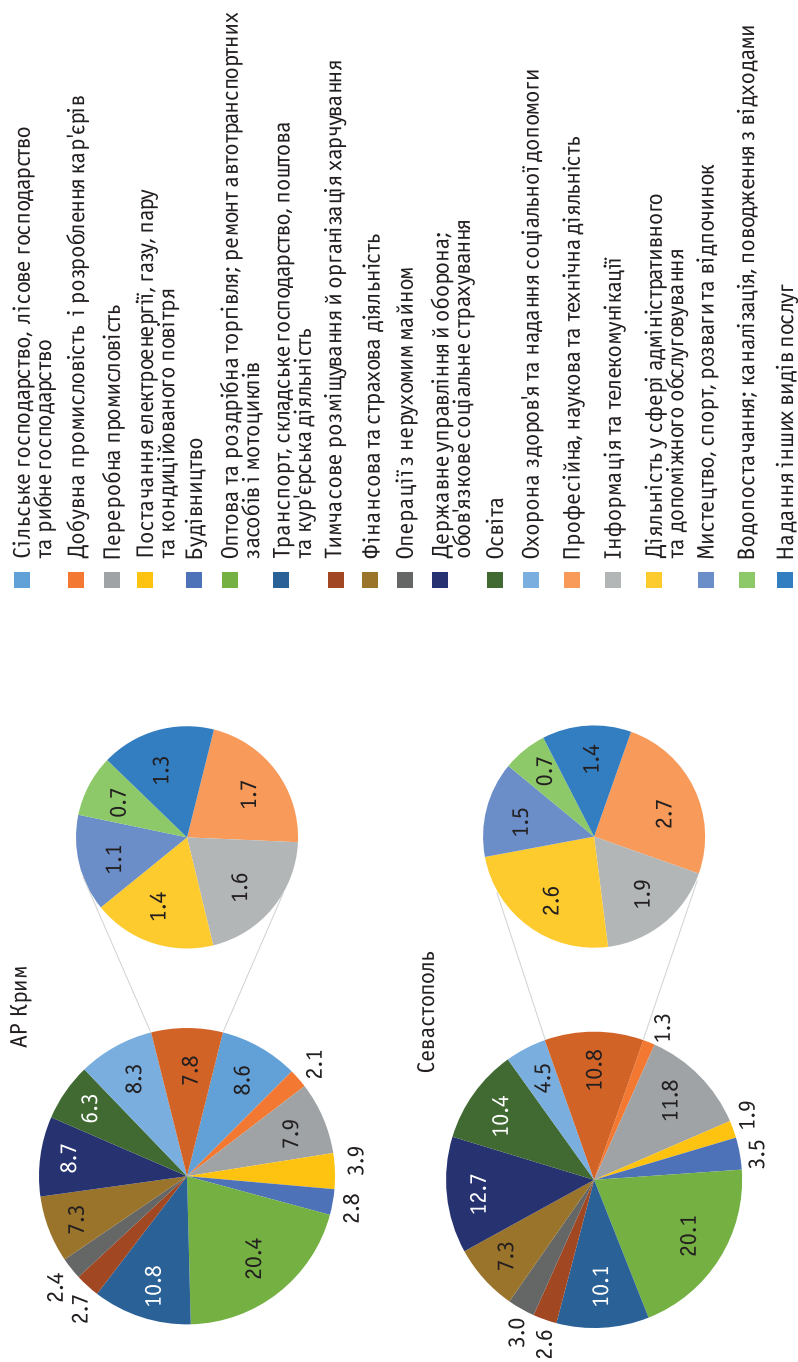 АР Крим
8.6
2.1
7.9
3.9
2.8
20.4
10.8
2.7
2.4
7.3
8.7
6.3
8.3
7.8
1.7
1.6
1.4
1.1
0.7
1.3
Севастополь
1.3
11.8
1.9
3.5
20.1
10.1
2.6
3.0
7.3
12.7
10.4
4.5
10.8
2.7
1.9
2.6
1.5
0.7
1.4
Сільське господарство, лісове господарство
та рибне господарство
Добувна промисловість і розроблення кар'єрів
Переробна промисловість
Постачання електроенергії, газу, пару
та кондиційованого повітря
Будівництво
Оптова та роздрібна торгівля; ремонт автотранспортних
засобів і мотоциклів
Транспорт, складське господарство, поштова
та кур'єрська діяльність
Тимчасове розміщування й організація харчування
Фінансова та страхова діяльність
Операції з нерухомим майном
Державне управління й оборона;
обов'язкове соціальне страхування
Освіта
Охорона здоров'я та надання соціальної допомоги
Професійна, наукова та технічна діяльність
Інформація та телекомунікації
Діяльність у сфері адміністративного
та допоміжного обслуговування
Мистецтво, спорт, розваги та відпочинок
Водопостачання; каналізація, поводження з відходами
Надання інших видів послуг